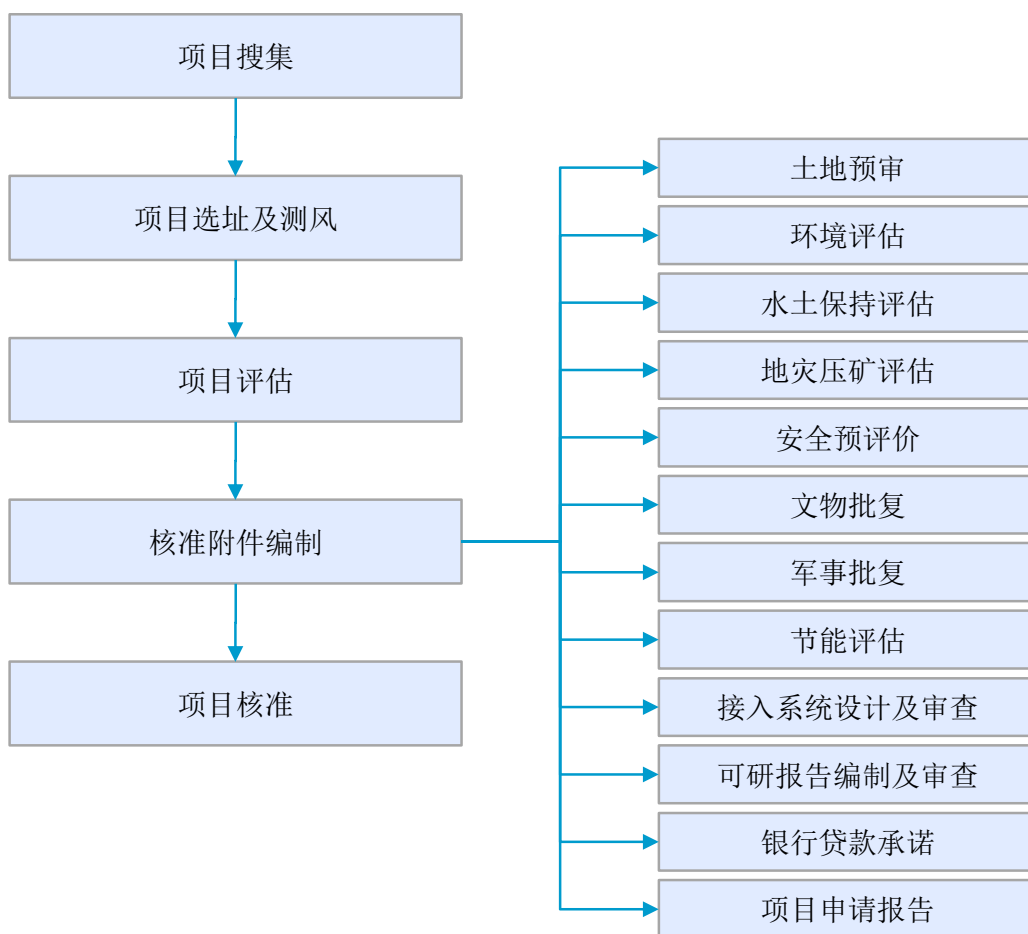 项目搜集
项目选址及测风
项目评估
核准附件编制
项目核准
土地预审
环境评估
水土保持评估
地灾压矿评估
安全预评价
文物批复
军事批复
节能评估
接入系统设计及审查
可研报告编制及审查
银行贷款承诺
项目申请报告